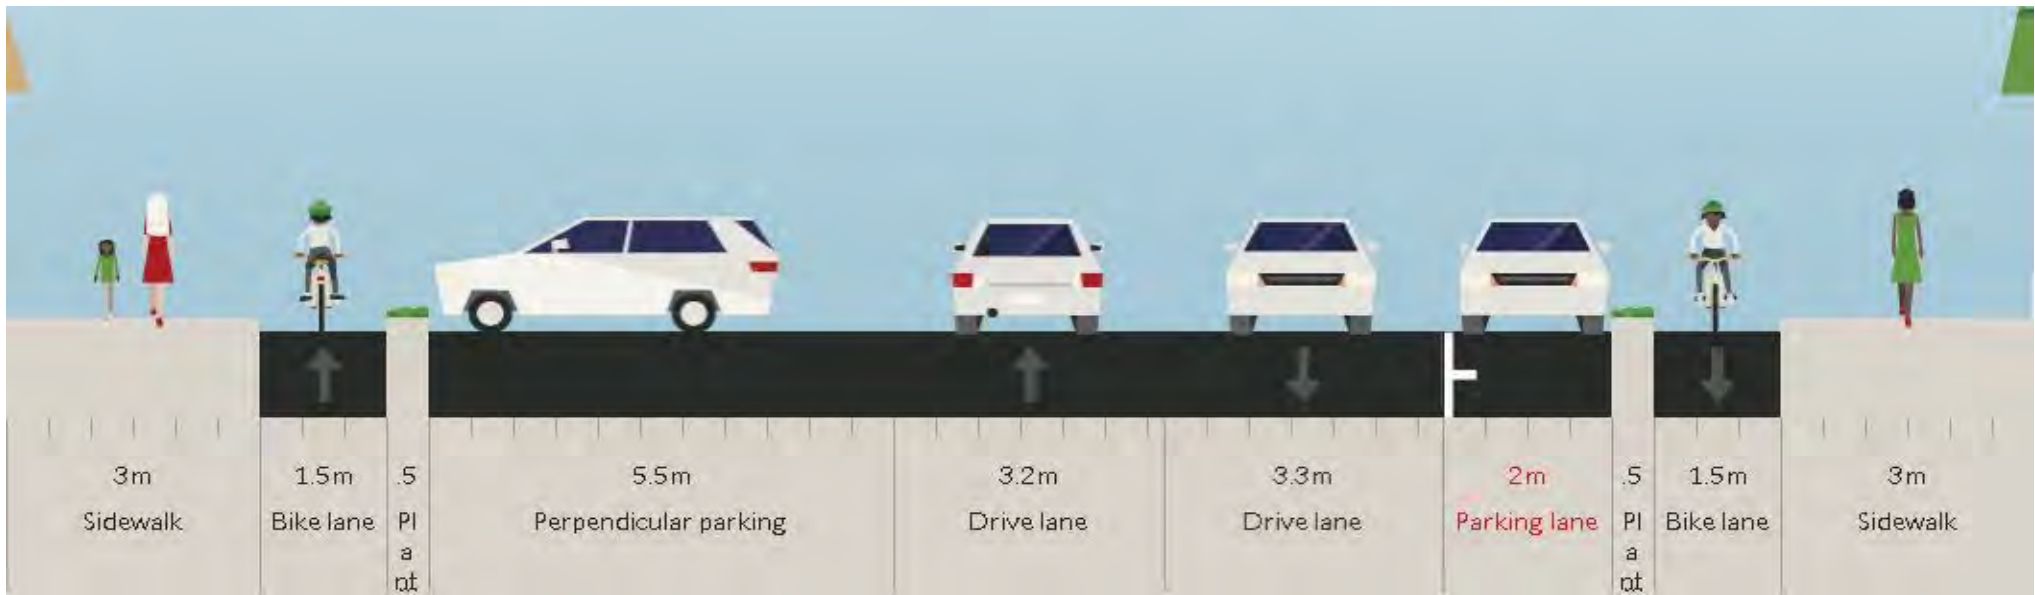 3m
Sidewalk
1.5m
Bike lane
.5
Pl
a
nt
5.5m
Perpendicular parking
3.2m
Drive lane
3.3m
Drive lane
2m
Parking lane
.5
Pl
a
nt
1.5m
Bike lane
3m
Sidewalk